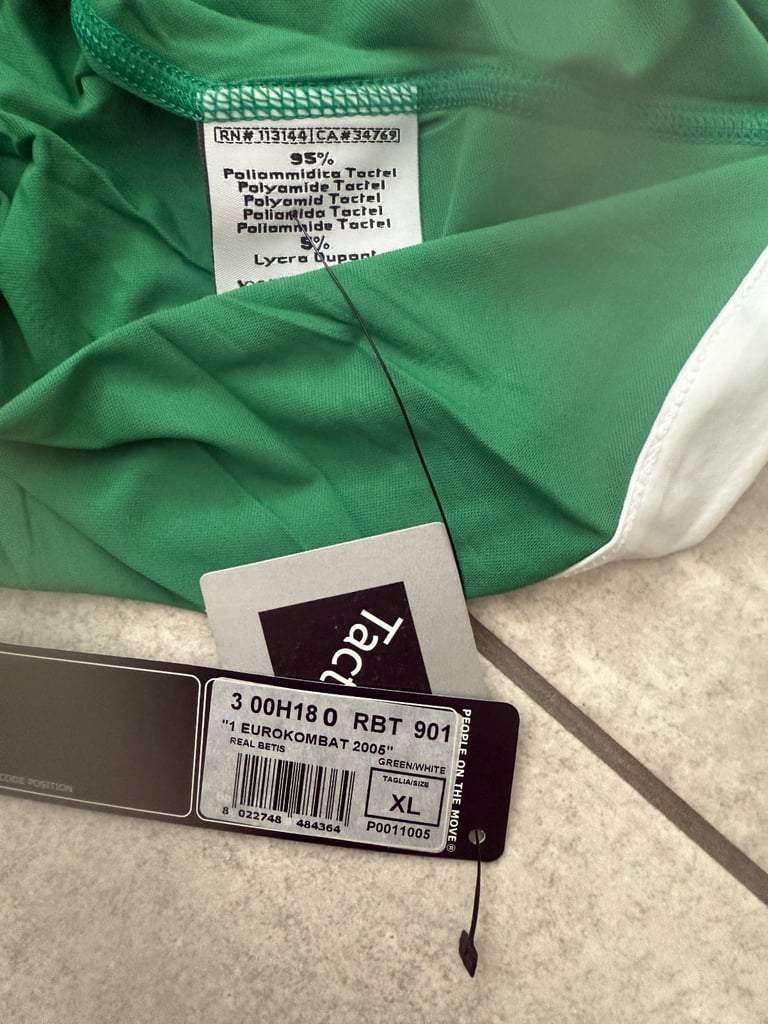 RN# 113144 CA# 34769
95%
Poliammidica Tactel
Polyamide Tactel
Polyamid Tactel
Poliamida Tactel
Poliammide Tactel
5%
Lycra Dupont
Tact
3 00H18 0 RBT 901
"1 EUROKOMBAT 2005"
REAL BETIS
GREEN/WHITE
TAGLIA/SIZE
XL
8 022748 484364
P0011005
PEOPLE ON THE MOVE®
CODE POSITION